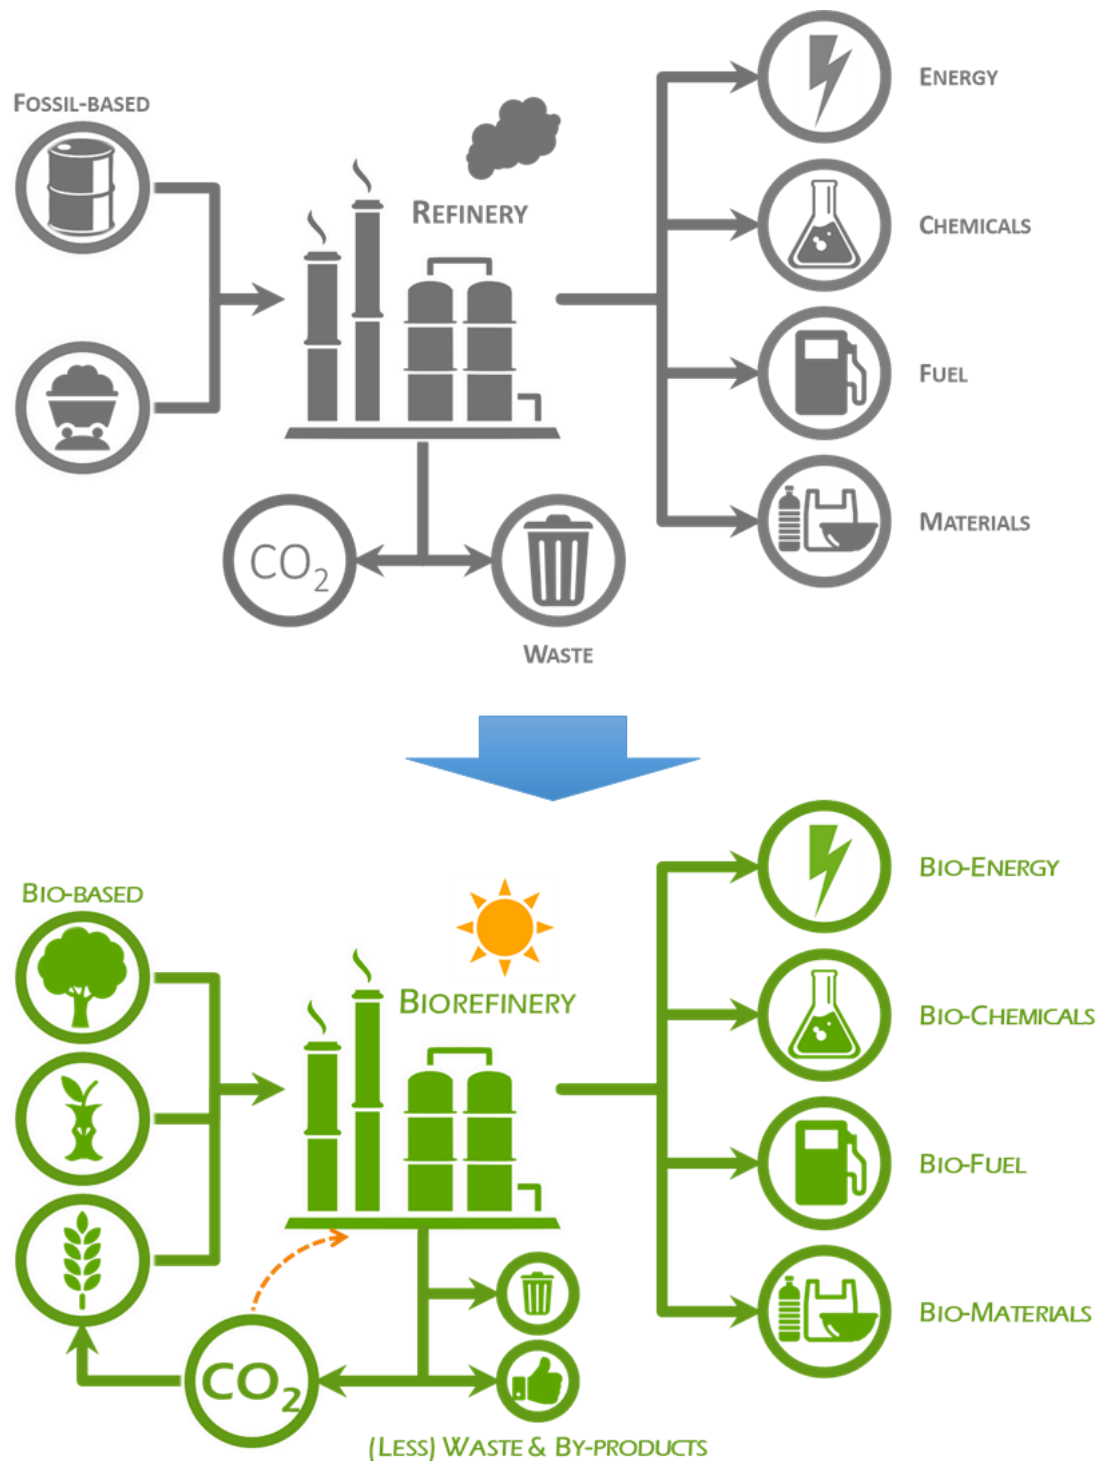 FOSSIL-BASED
REFINERY
ENERGY
CHEMICALS
FUEL
MATERIALS
CO2
WASTE
BIO-BASED
BIOREFINERY
BIO-ENERGY
BIO-CHEMICALS
BIO-FUEL
BIO-MATERIALS
CO2
(LESS) WASTE & BY-PRODUCTS